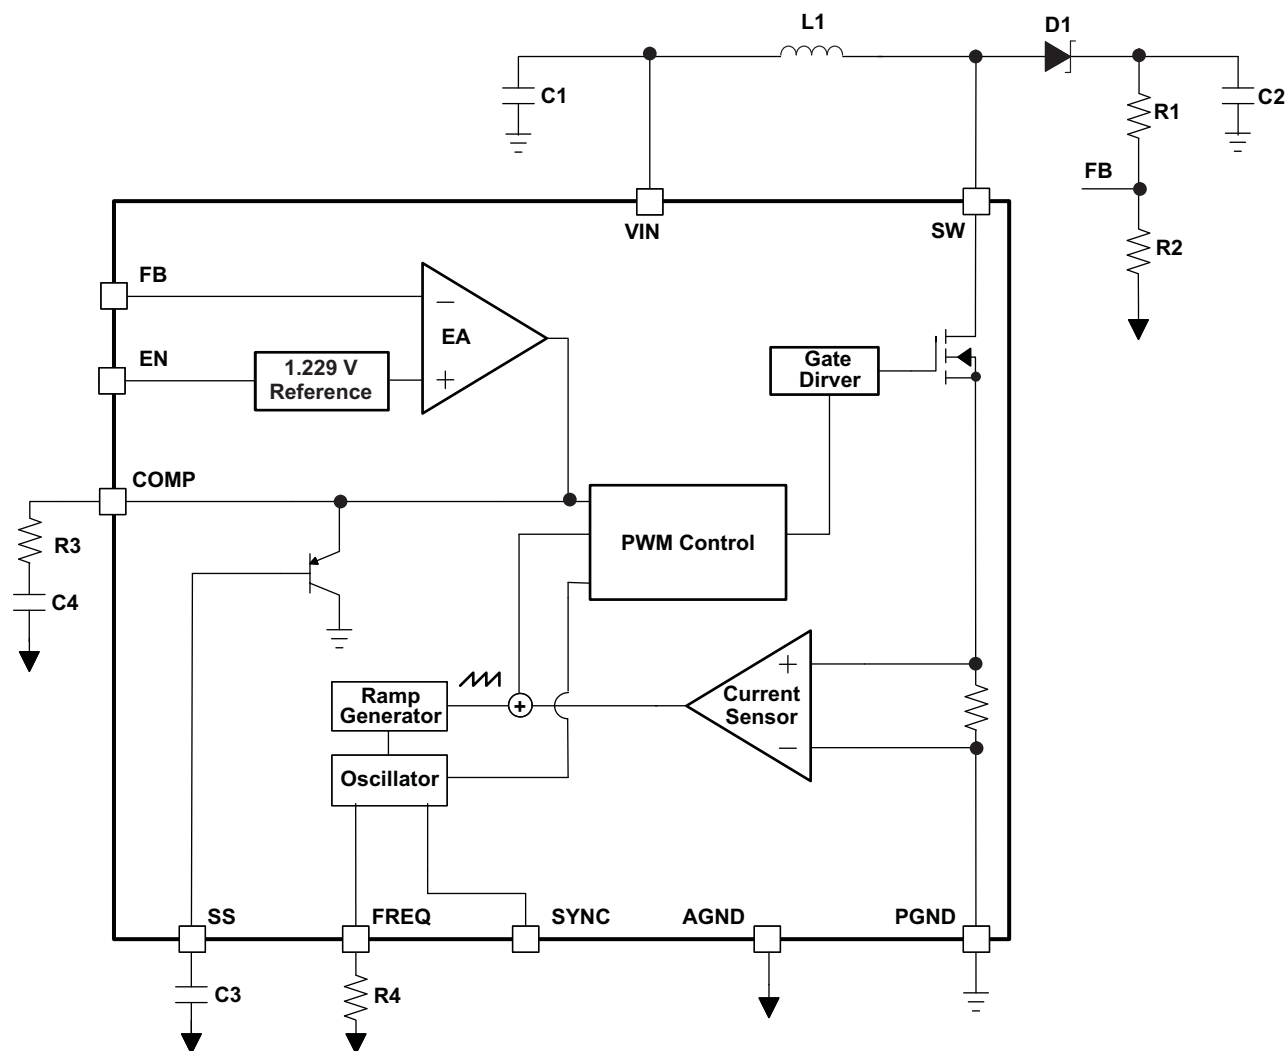 L1
D1
C1
R1
C2
FB
VIN
SW
R2
FB
EA
EN
1.229 V
Reference
Gate
Dirver
COMP
R3
PWM Control
C4
Ramp
Generator
+
Current
Sensor
Oscillator
SS
FREQ
SYNC
AGND
PGND
C3
R4